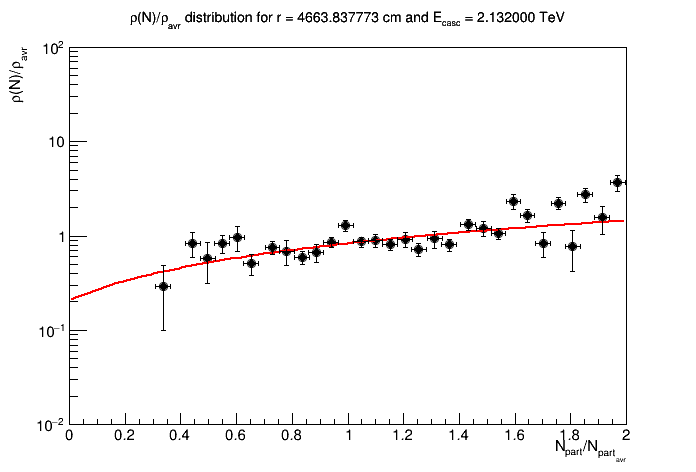 ρ(N)/ρavr distribution for r = 4663.837773 cm and Ecasc = 2.132000 TeV
ρ(N)/ρavr
10²
10
1
10⁻¹
10⁻²
0 0.2 0.4 0.6 0.8 1 1.2 1.4 1.6 1.8 2
Npart/Npartavr